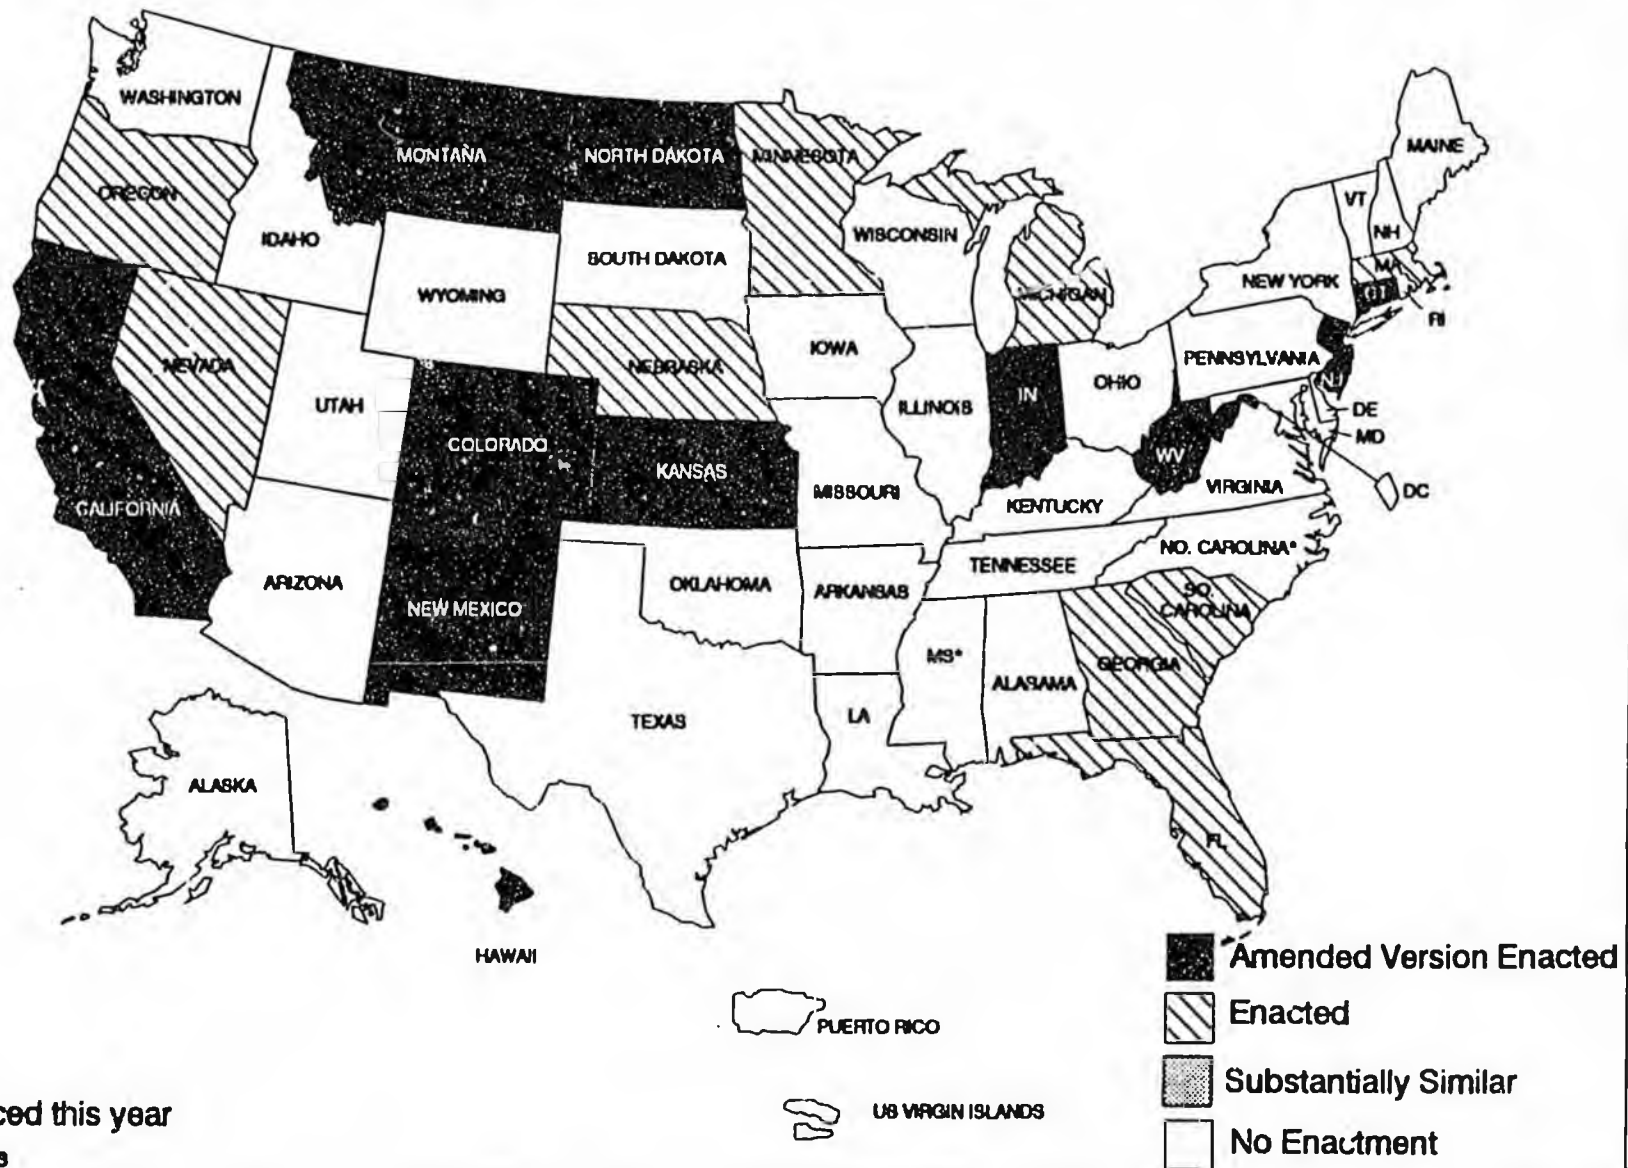 WASHINGTON
MONTANA
NORTH DAKOTA
MINNESOTA
MAINE
OREGON
IDAHO
VT
NH
WISCONSIN
SOUTH DAKOTA
WYOMING
MA
NEW YORK
CT
MICHIGAN
RI
IOWA
PENNSYLVANIA
NEVADA
NEBRASKA
OHIO
NJ
UTAH
ILLINOIS
IN
DE
MD
COLORADO
KANSAS
WV
VIRGINIA
DC
MISSOURI
KENTUCKY
CALIFORNIA
NO. CAROLINA*
TENNESSEE
ARIZONA
OKLAHOMA
ARKANSAS
SO.
CAROLINA
NEW MEXICO
MS*
GEORGIA
ALABAMA
TEXAS
LA
ALASKA
FL
HAWAII
Amended Version Enacted
Enacted
PUERTO RICO
Substantially Similar
US VIRGIN ISLANDS
ced this year
No Enactment